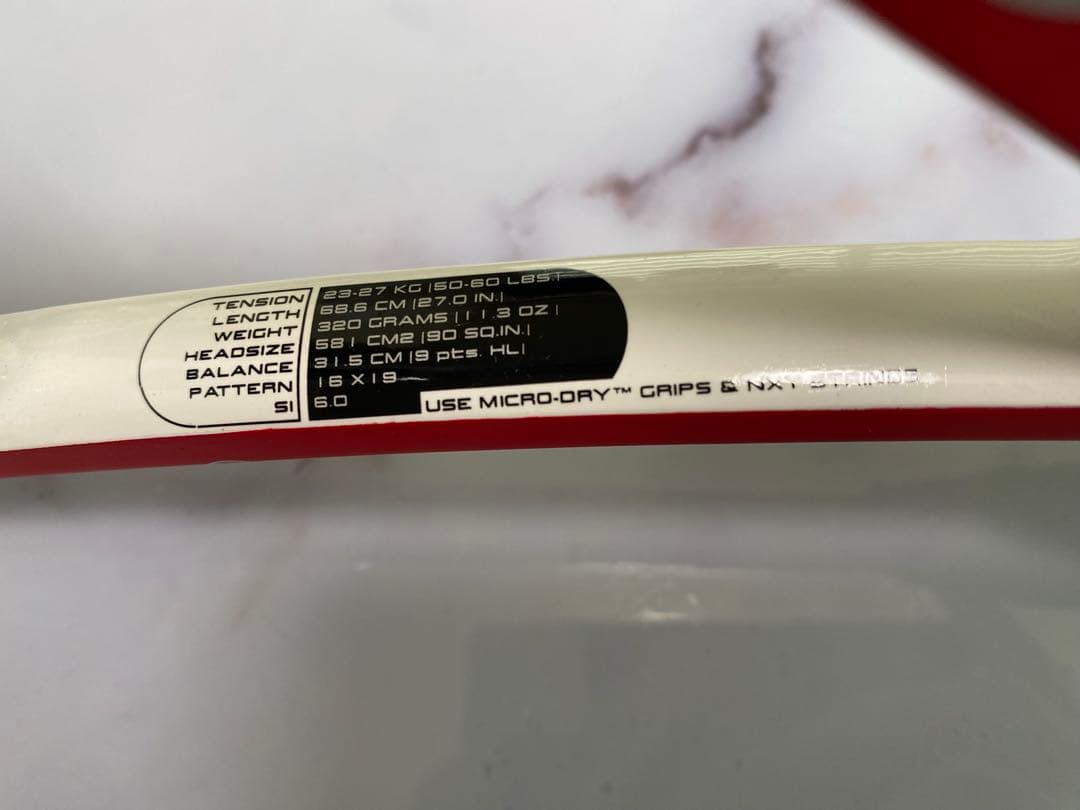 TENSION 23-27 KG (50-60 LBS.)
LENGTH 68.6 CM (27.0 IN.)
WEIGHT 320 GRAMS (11.3 OZ)
HEADSIZE 581 CM2 (90 SQ.IN.)
BALANCE 31.5 CM (9 pts. HL)
PATTERN 16 X 19
SI 6.0
USE MICRO-DRY™ GRIPS & NXT STRINGS